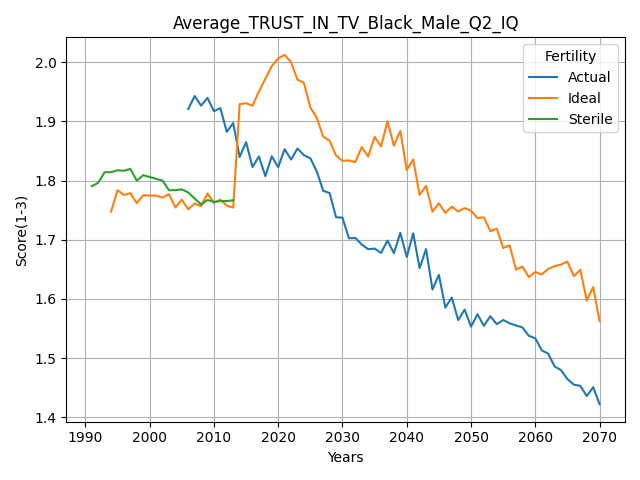 Average_TRUST_IN_TV_Black_Male_Q2_IQ
Fertility
Actual
Ideal
Sterile
Score(1-3)
2.0
1.9
1.8
1.7
1.6
1.5
1.4
1990 2000 2010 2020 2030 2040 2050 2060 2070
Years